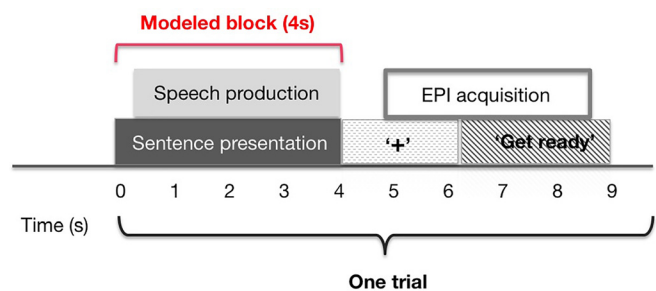 Modeled block (4s)
Speech production
EPI acquisition
Sentence presentation
'+'
'Get ready'
0 1 2 3 4 5 6 7 8 9
Time (s)
One trial